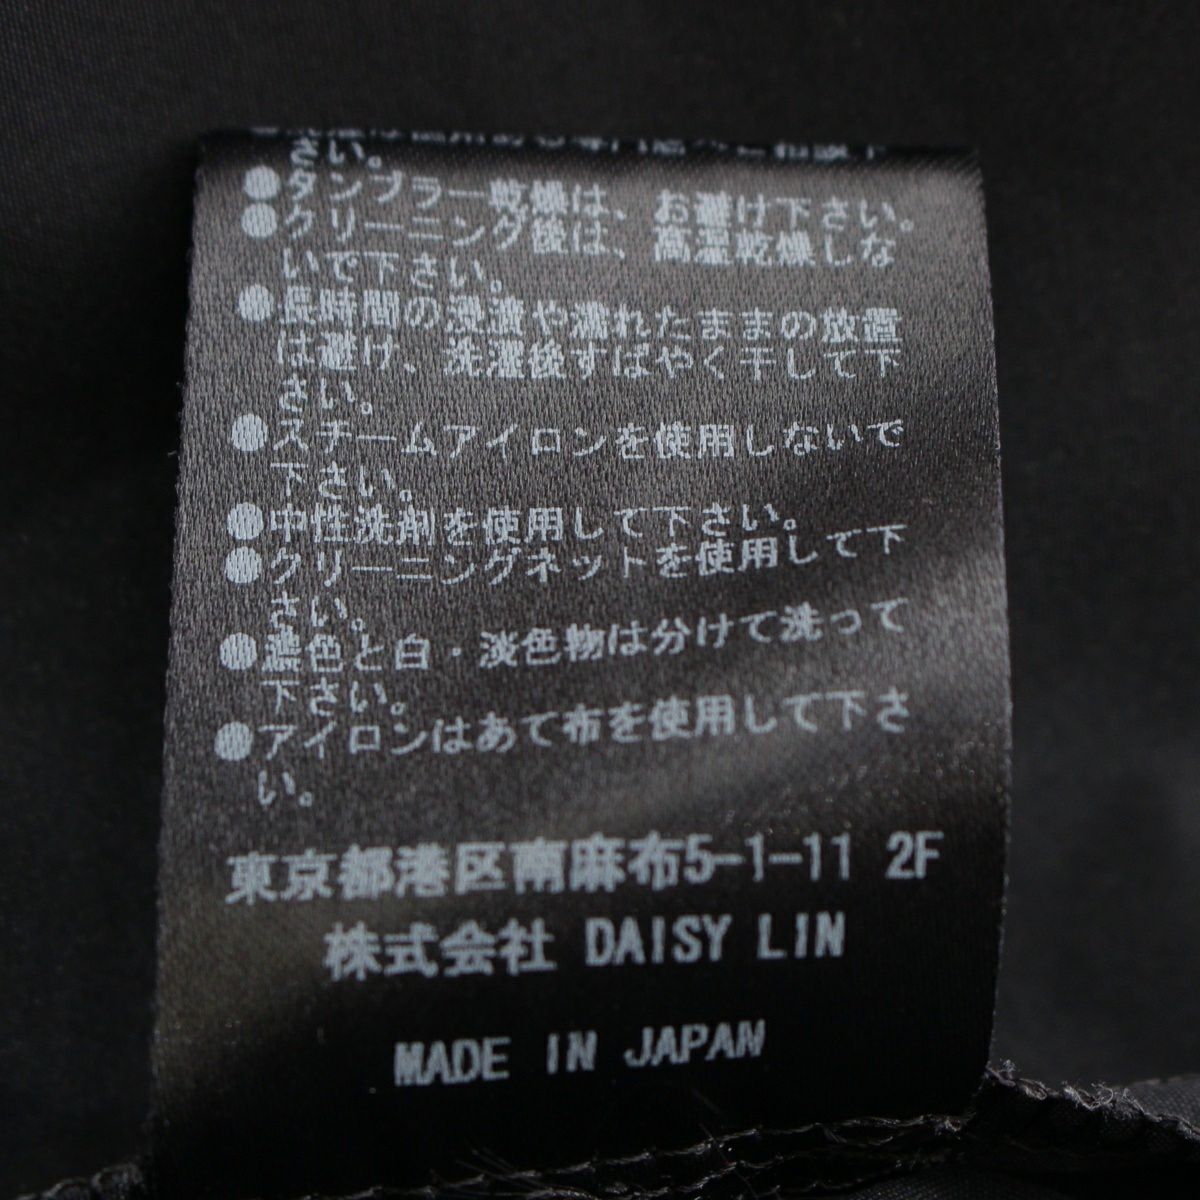 さい。
●タンブラー乾燥は、お避け下さい。
●クリーニング後は、高温乾燥しな
いで下さい。
●長時間の浸漬や濡れたままの放置
は避け、洗濯後すばやく干して下
さい。
●スチームアイロンを使用しないで
下さい。
●中性洗剤を使用して下さい。
●クリーニングネットを使用して下
さい。
●濃色と白・淡色物は分けて洗って
下さい。
●アイロンはあて布を使用して下さ
い。
東京都港区南麻布5-1-11 2F
株式会社 DAISY LIN
MADE IN JAPAN